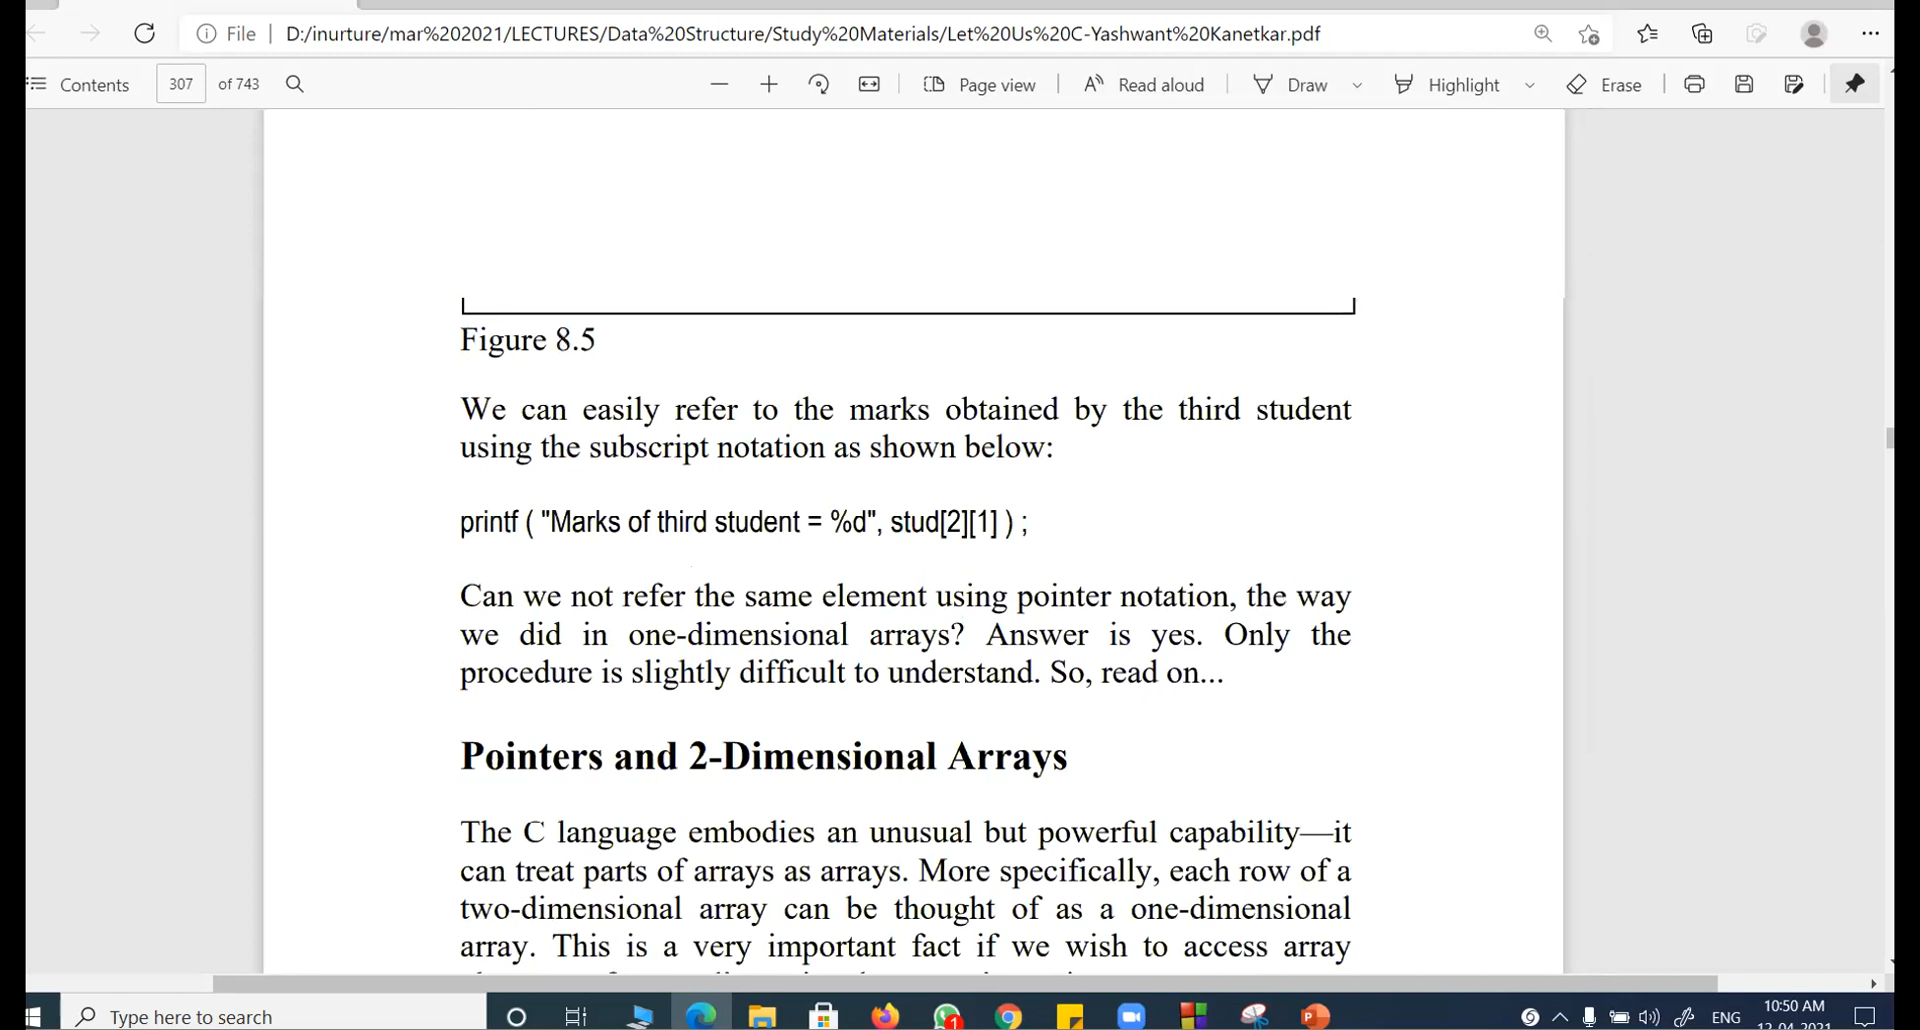 File D:/inurture/mar%202021/LECTURES/Data%20Structure/Study%20Materials/Let%20Us%20C-Yashwant%20Kanetkar.pdf
Contents 307 of 743 Page view Read aloud Draw Highlight Erase
Figure 8.5
We can easily refer to the marks obtained by the third student
using the subscript notation as shown below:
printf ( "Marks of third student = %d", stud[2][1] ) ;
Can we not refer the same element using pointer notation, the way
we did in one-dimensional arrays? Answer is yes. Only the
procedure is slightly difficult to understand. So, read on...
Pointers and 2-Dimensional Arrays
The C language embodies an unusual but powerful capability—it
can treat parts of arrays as arrays. More specifically, each row of a
two-dimensional array can be thought of as a one-dimensional
array. This is a very important fact if we wish to access array
Type here to search 1 ENG 10:50 AM